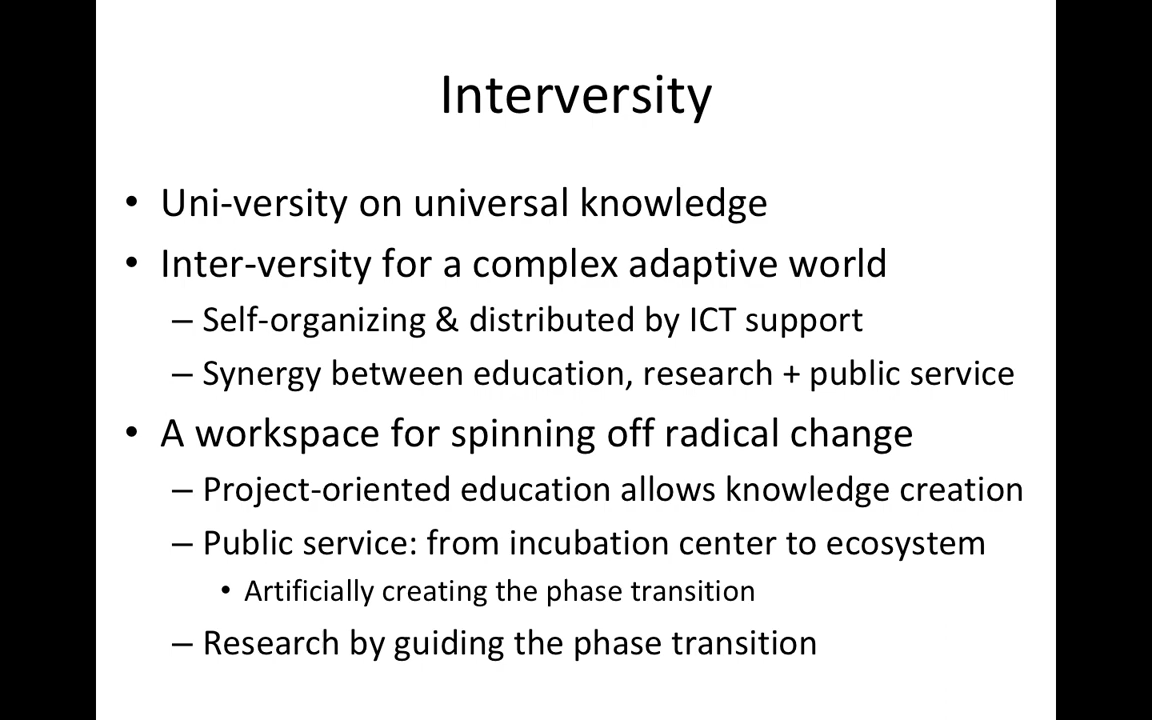 Interversity
• Uni-versity on universal knowledge
• Inter-versity for a complex adaptive world
– Self-organizing & distributed by ICT support
– Synergy between education, research + public service
• A workspace for spinning off radical change
– Project-oriented education allows knowledge creation
– Public service: from incubation center to ecosystem
• Artificially creating the phase transition
– Research by guiding the phase transition